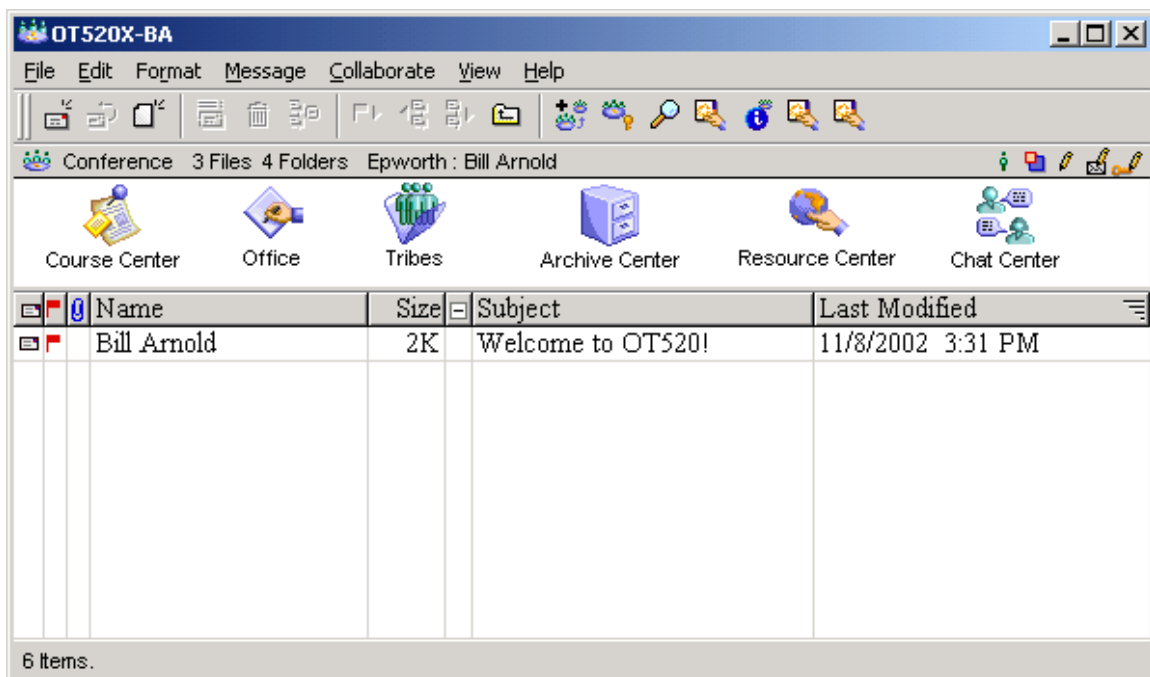 OT520X-BA
File Edit Format Message Collaborate View Help
Conference 3 Files 4 Folders Epworth : Bill Arnold
Course Center Office Tribes Archive Center Resource Center Chat Center
Name Size Subject Last Modified
Bill Arnold 2K Welcome to OT520! 11/8/2002 3:31 PM
6 Items.